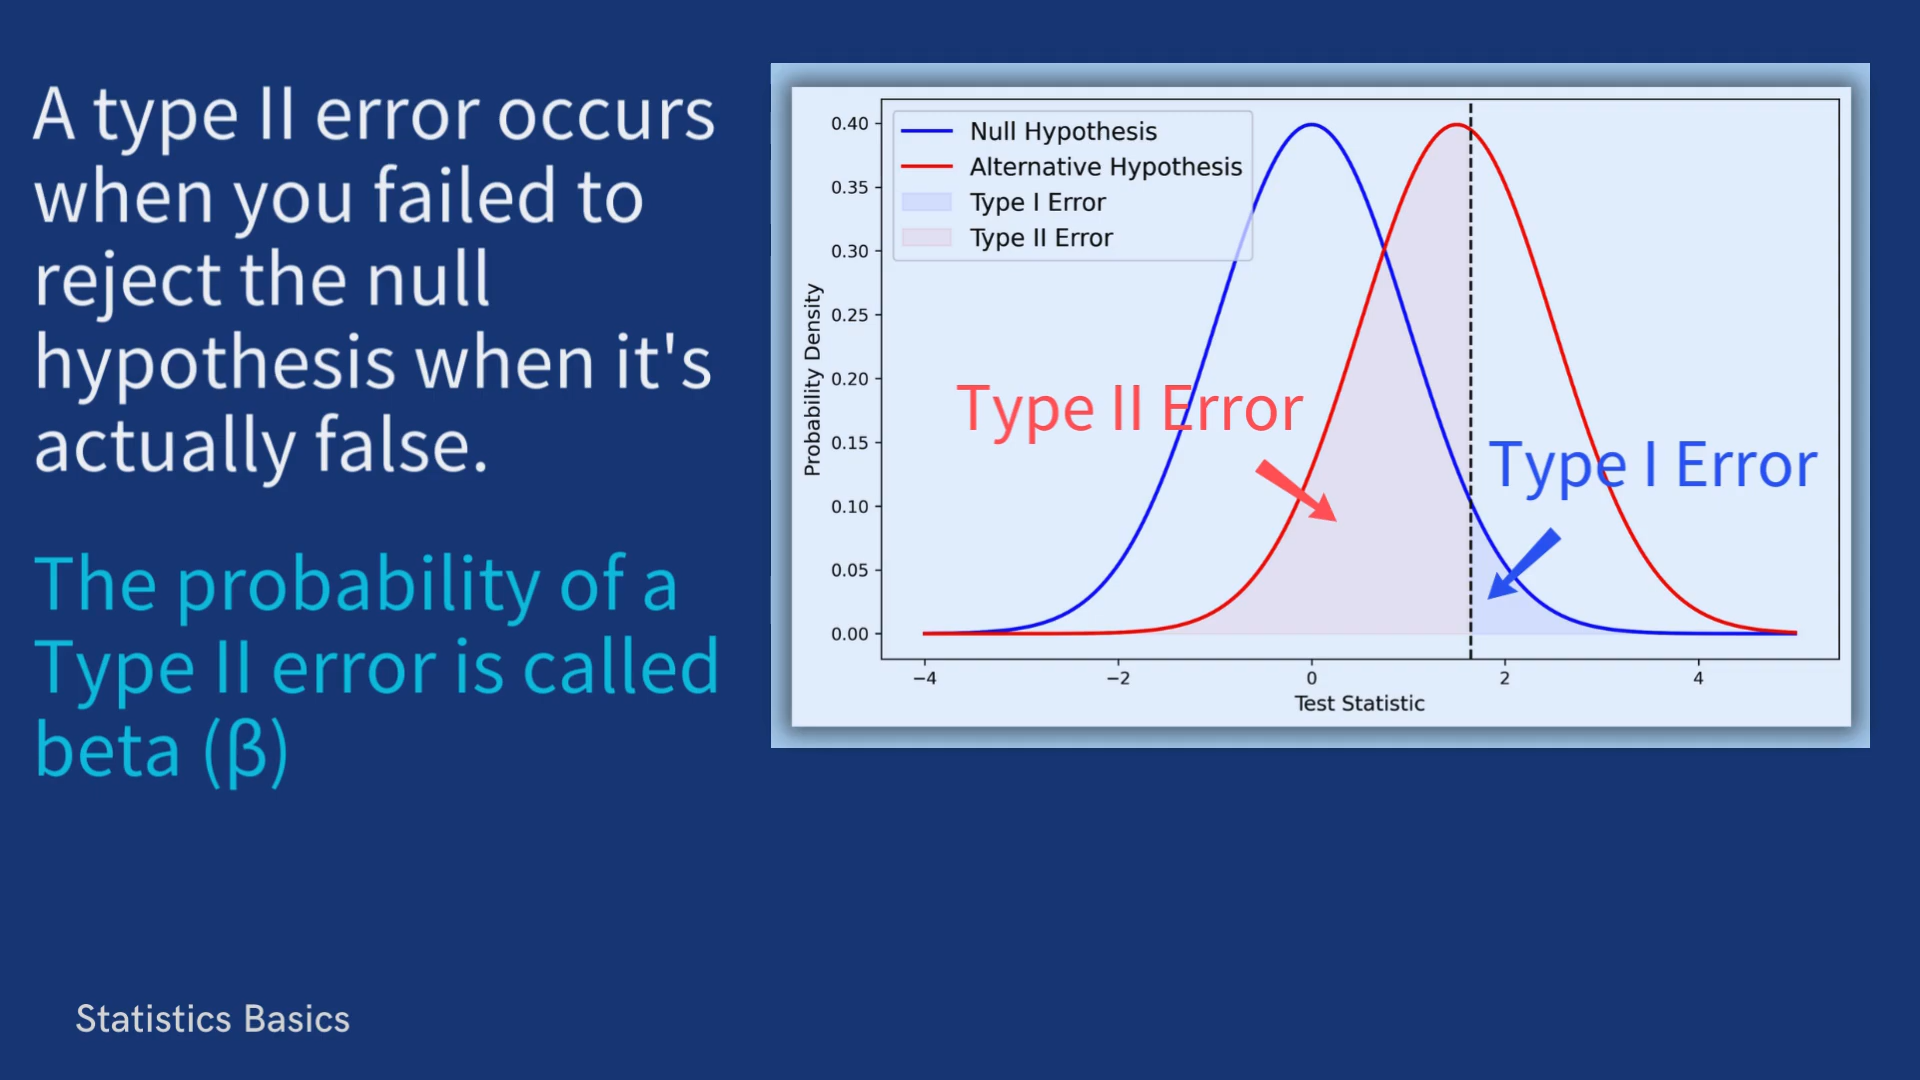 A type II error occurs
when you failed to
reject the null
hypothesis when it's
actually false.
The probability of a
Type II error is called
beta (β)
Null Hypothesis
Alternative Hypothesis
Type I Error
Type II Error
0.40
0.35
0.30
0.25
0.20
0.15
0.10
0.05
0.00
Probability Density
Type II Error
Type I Error
−4
−2
0
2
4
Test Statistic
Statistics Basics